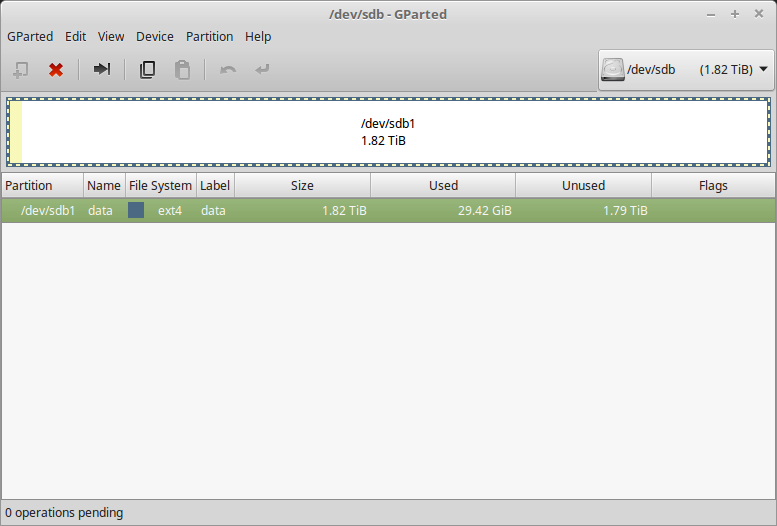 /dev/sdb - GParted
GParted Edit View Device Partition Help
/dev/sdb (1.82 TiB)
/dev/sdb1
1.82 TiB
Partition Name File System Label Size Used Unused Flags
/dev/sdb1 data ext4 data 1.82 TiB 29.42 GiB 1.79 TiB
0 operations pending